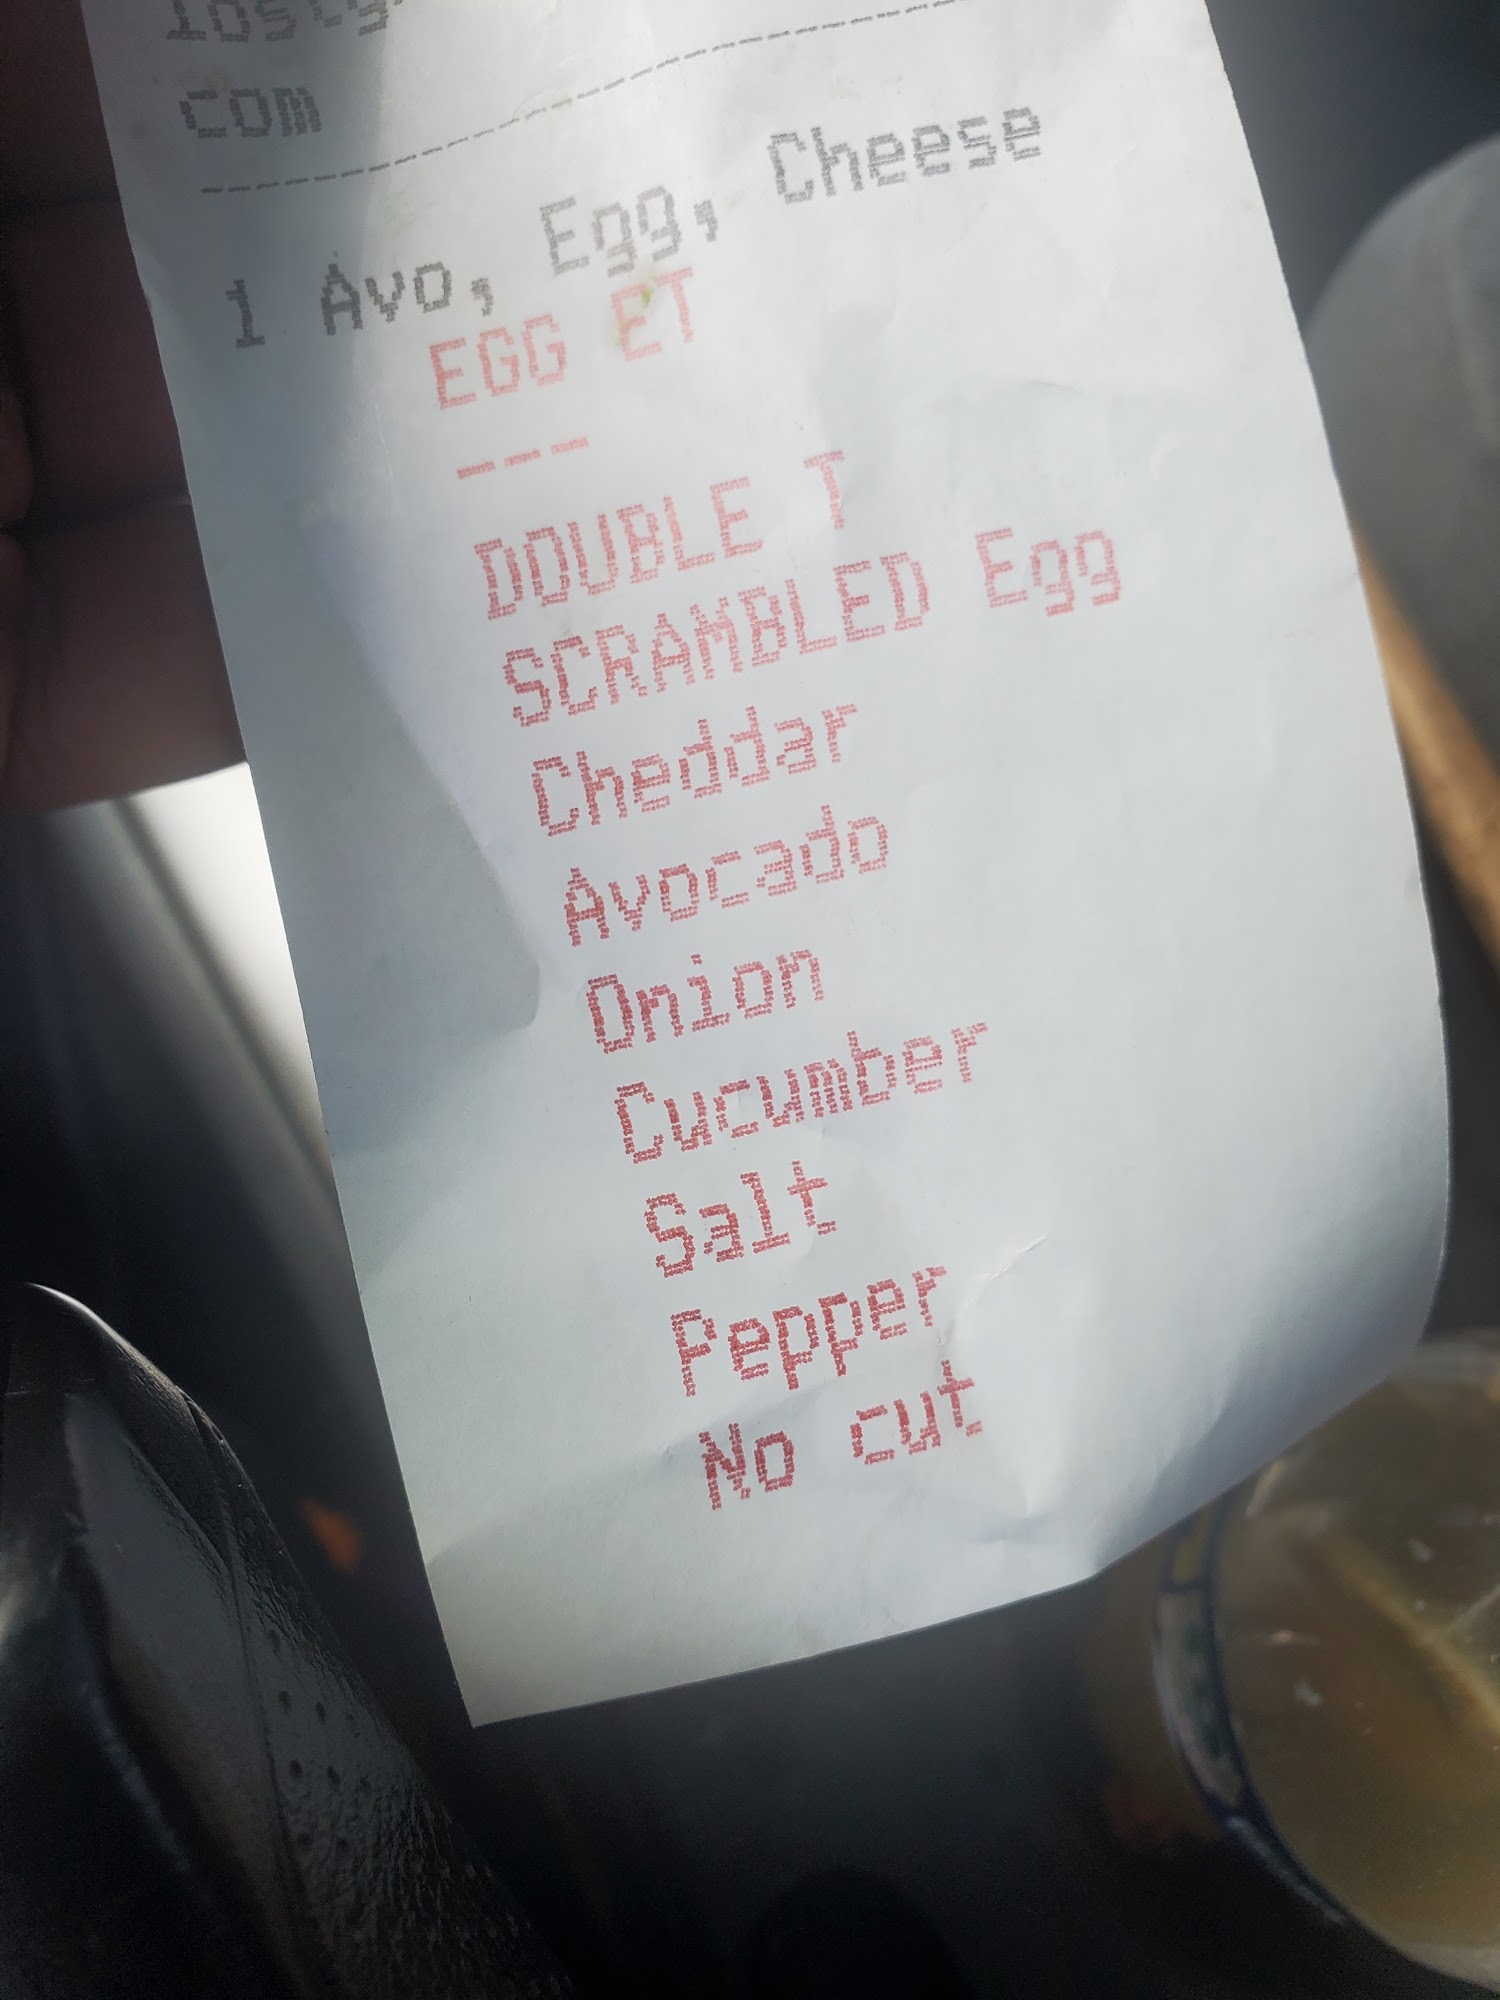 com
1 Avo, Egg, Cheese
EGG ET
---
DOUBLE T
SCRAMBLED Egg
Cheddar
Avocado
Onion
Cucumber
Salt
Pepper
No cut